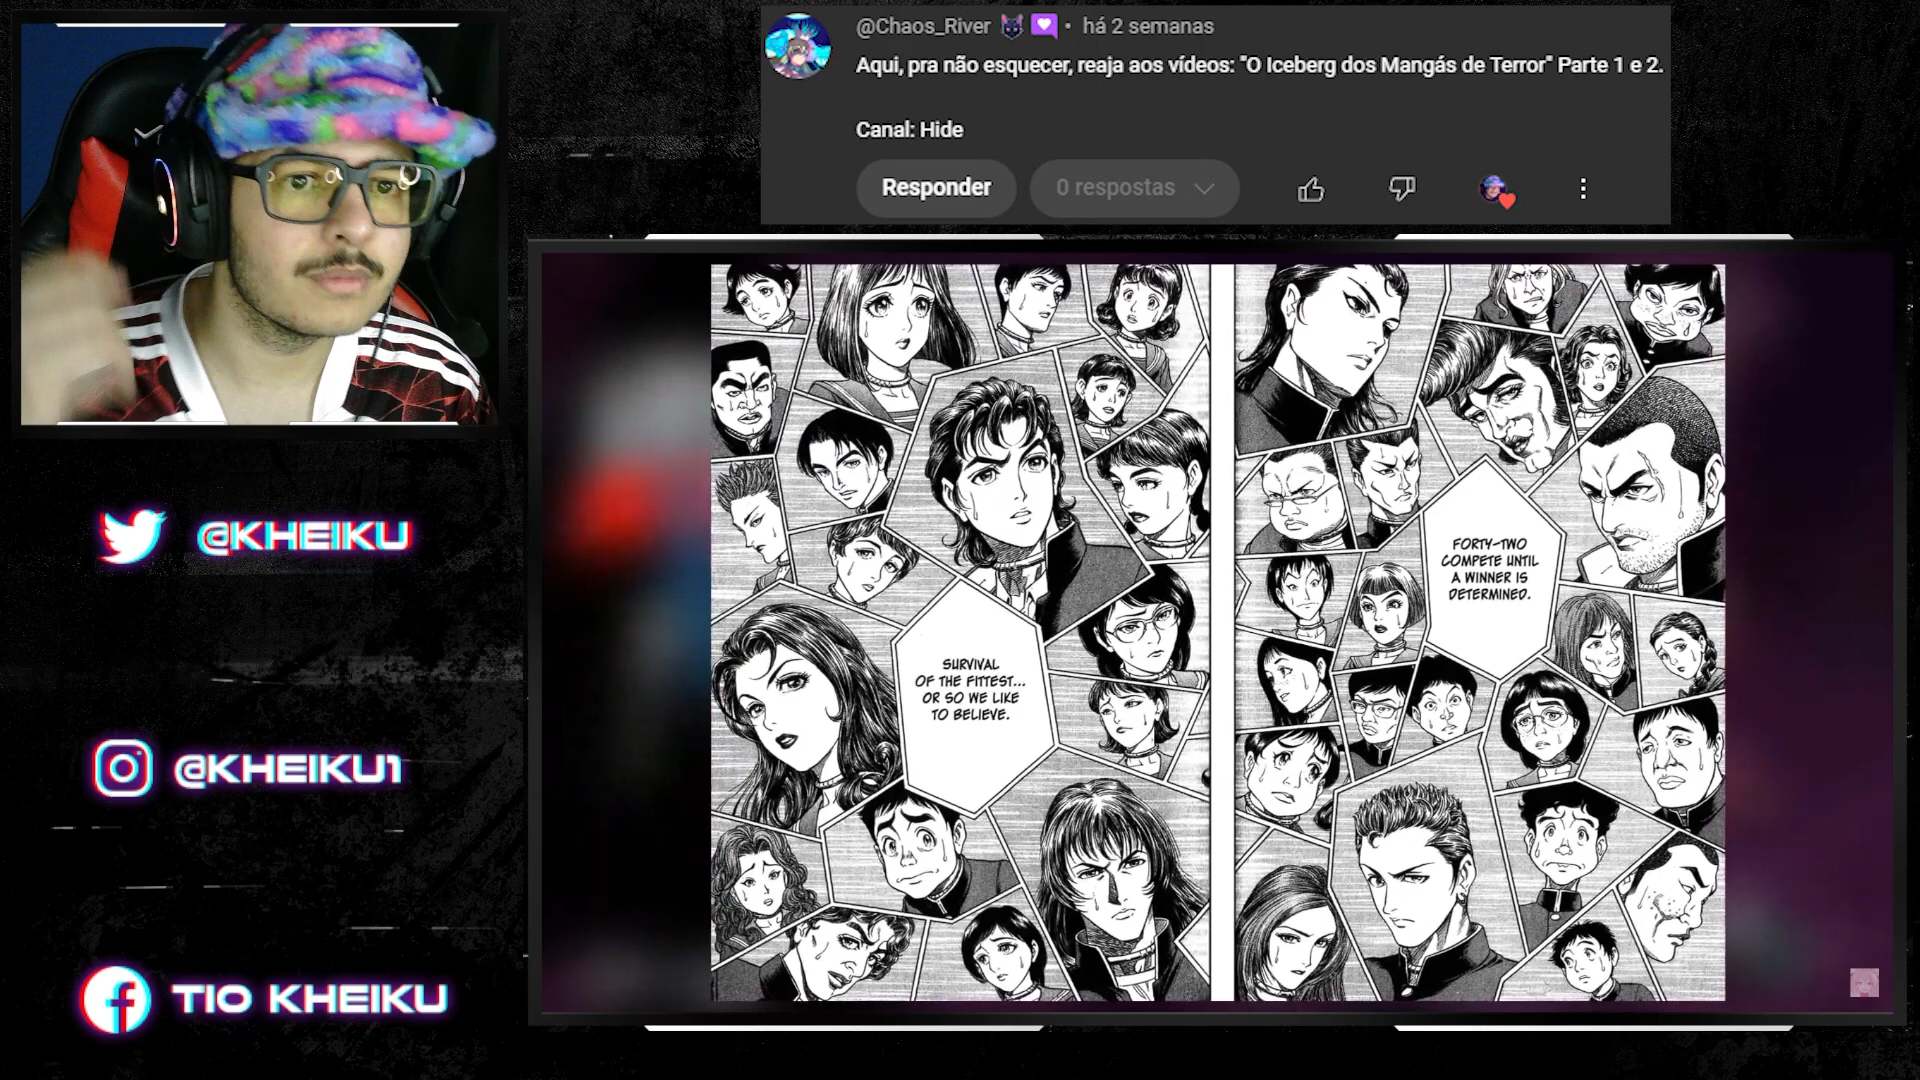 @Chaos_River • há 2 semanas
Aqui, pra não esquecer, reaja aos vídeos: "O Iceberg dos Mangás de Terror" Parte 1 e 2.
Canal: Hide
Responder
0 respostas
@KHEIKU
@KHEIKU1
TIO KHEIKU
SURVIVAL
OF THE FITTEST...
OR SO WE LIKE
TO BELIEVE.
FORTY-TWO
COMPETE UNTIL
A WINNER IS
DETERMINED.